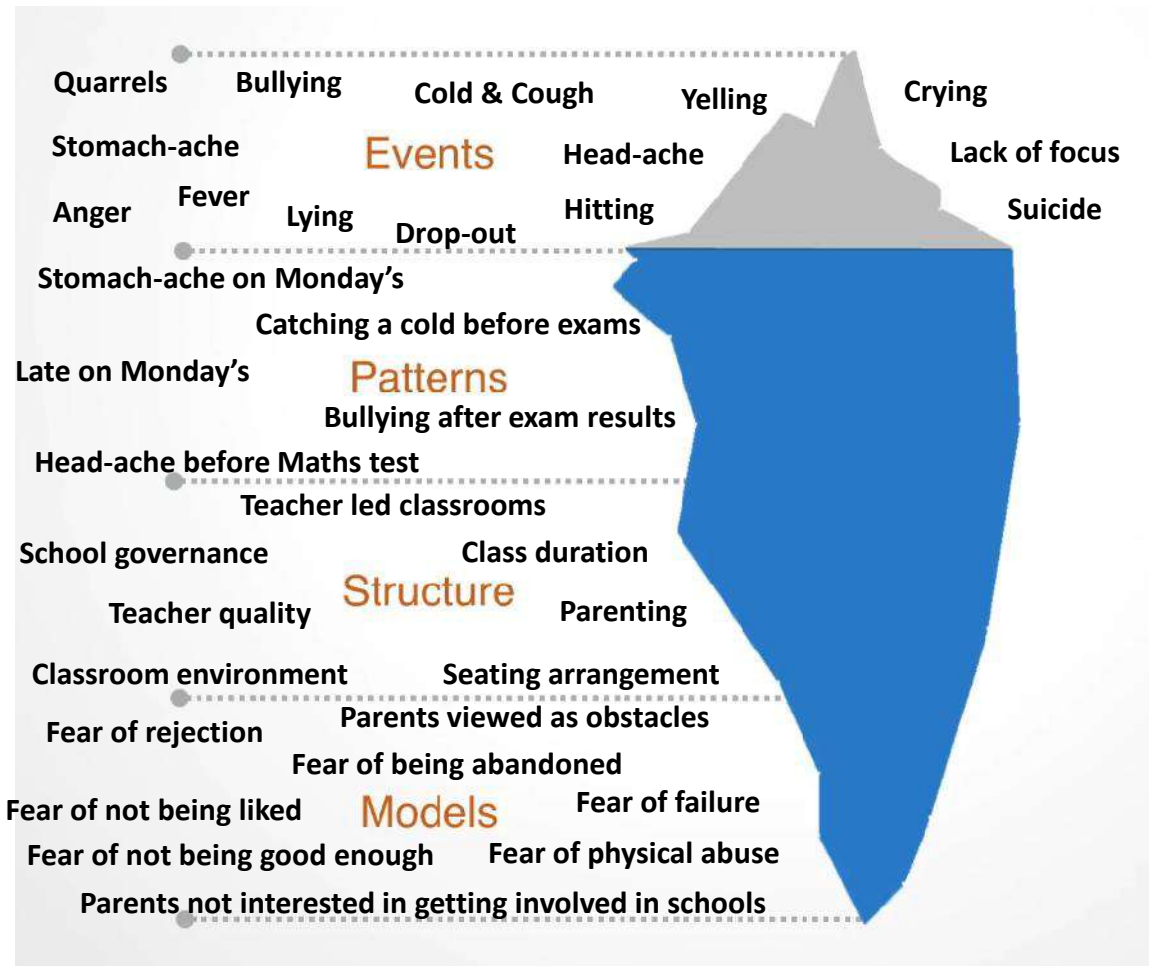 Quarrels Bullying Cold & Cough Yelling Crying
Stomach-ache Events Head-ache Lack of focus
Anger Fever Lying Drop-out Hitting Suicide
Stomach-ache on Monday's
Catching a cold before exams
Late on Monday's Patterns
Bullying after exam results
Head-ache before Maths test
Teacher led classrooms
School governance Class duration
Structure
Teacher quality Parenting
Classroom environment Seating arrangement
Fear of rejection Parents viewed as obstacles
Fear of being abandoned
Fear of not being liked Models Fear of failure
Fear of not being good enough Fear of physical abuse
Parents not interested in getting involved in schools